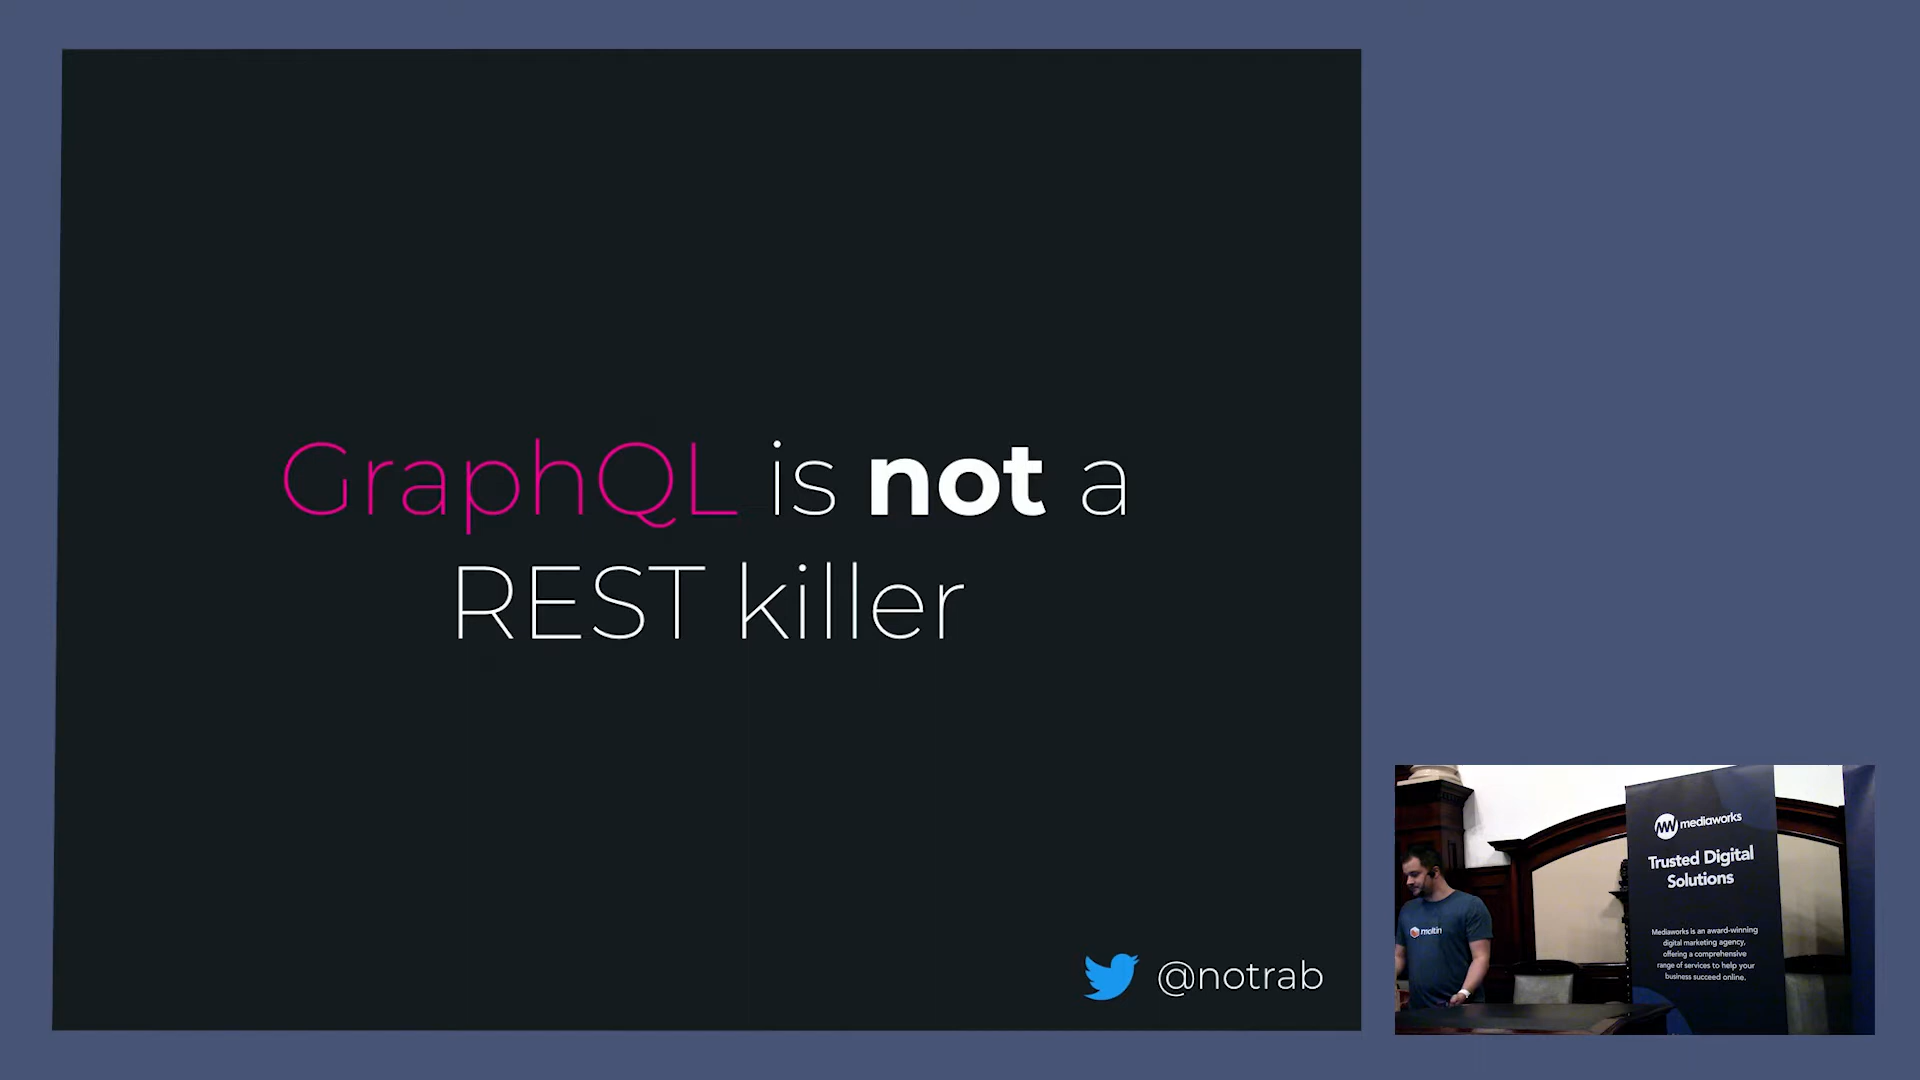 GraphQL is not a
REST killer
@notrab
mediaworks
Trusted Digital
Solutions
Mediaworks is an award-winning
digital marketing agency,
offering a comprehensive
range of services to help your
business succeed online.
moltin